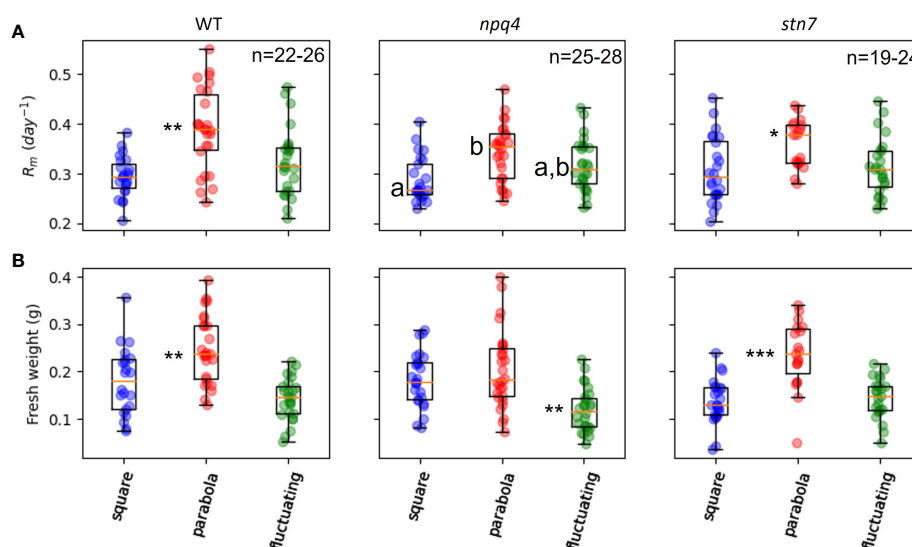 WT
npq4
stn7
A
n=22-26
n=25-28
n=19-24
Rm (day⁻¹)
0.5
0.4
0.3
0.2
**
a
b
a,b
*
B
Fresh weight (g)
0.4
0.3
0.2
0.1
**
**
***
square
parabola
fluctuating
square
parabola
fluctuating
square
parabola
fluctuating